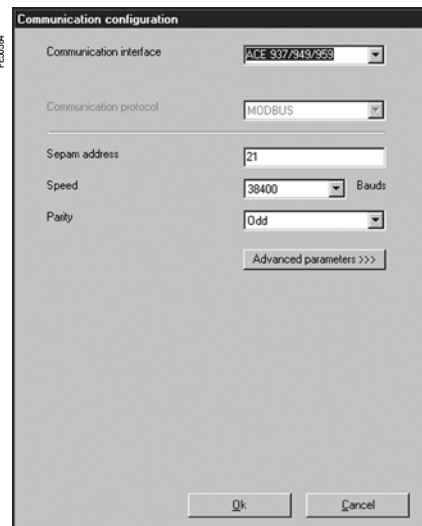 Communication configuration
Communication interface ACE 937/949/959
Communication protocol MODBUS
Sepam address 21
Speed 38400 Bauds
Parity Odd
Advanced parameters >>>
Ok Cancel